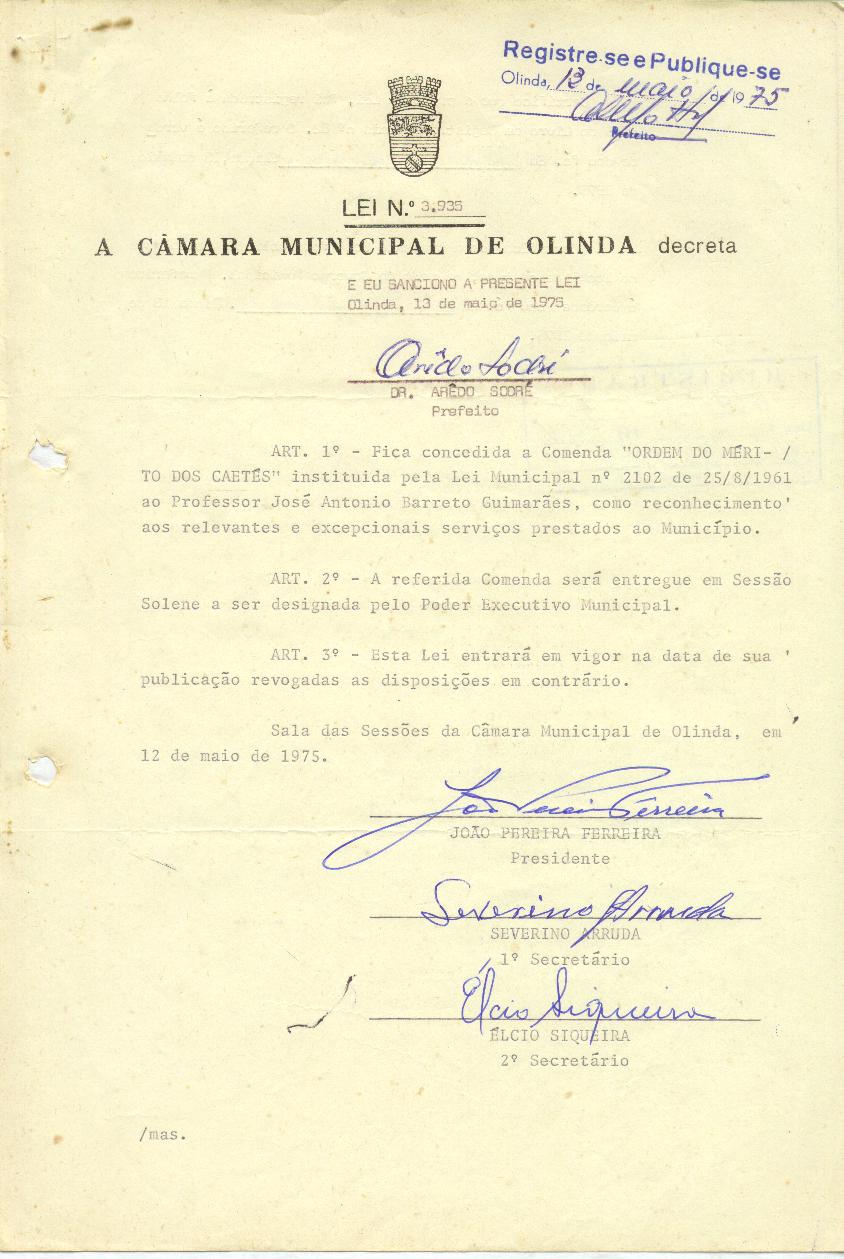 Registre-se e Publique-se
Olinda, 13 de maio de 1975
Prefeito
LEI N.º 3.935
A CÂMARA MUNICIPAL DE OLINDA decreta
E EU SANCIONO A PRESENTE LEI
Olinda, 13 de maio de 1975
Arêdo Sodré
DR. ARÊDO SODRÉ
Prefeito
ART. 1º - Fica concedida a Comenda "ORDEM DO MÉRI- /
TO DOS CAETÉS" instituida pela Lei Municipal nº 2102 de 25/8/1961
ao Professor José Antonio Barreto Guimarães, como reconhecimento'
aos relevantes e excepcionais serviços prestados ao Município.
ART. 2º - A referida Comenda será entregue em Sessão
Solene a ser designada pelo Poder Executivo Municipal.
ART. 3º - Esta Lei entrará em vigor na data de sua '
publicação revogadas as disposições em contrário.
Sala das Sessões da Câmara Municipal de Olinda, em
12 de maio de 1975.
João Pereira Ferreira
JOÃO PEREIRA FERREIRA
Presidente
Severino Arruda
SEVERINO ARRUDA
1º Secretário
Élcio Siqueira
ÉLCIO SIQUEIRA
2º Secretário
/mas.